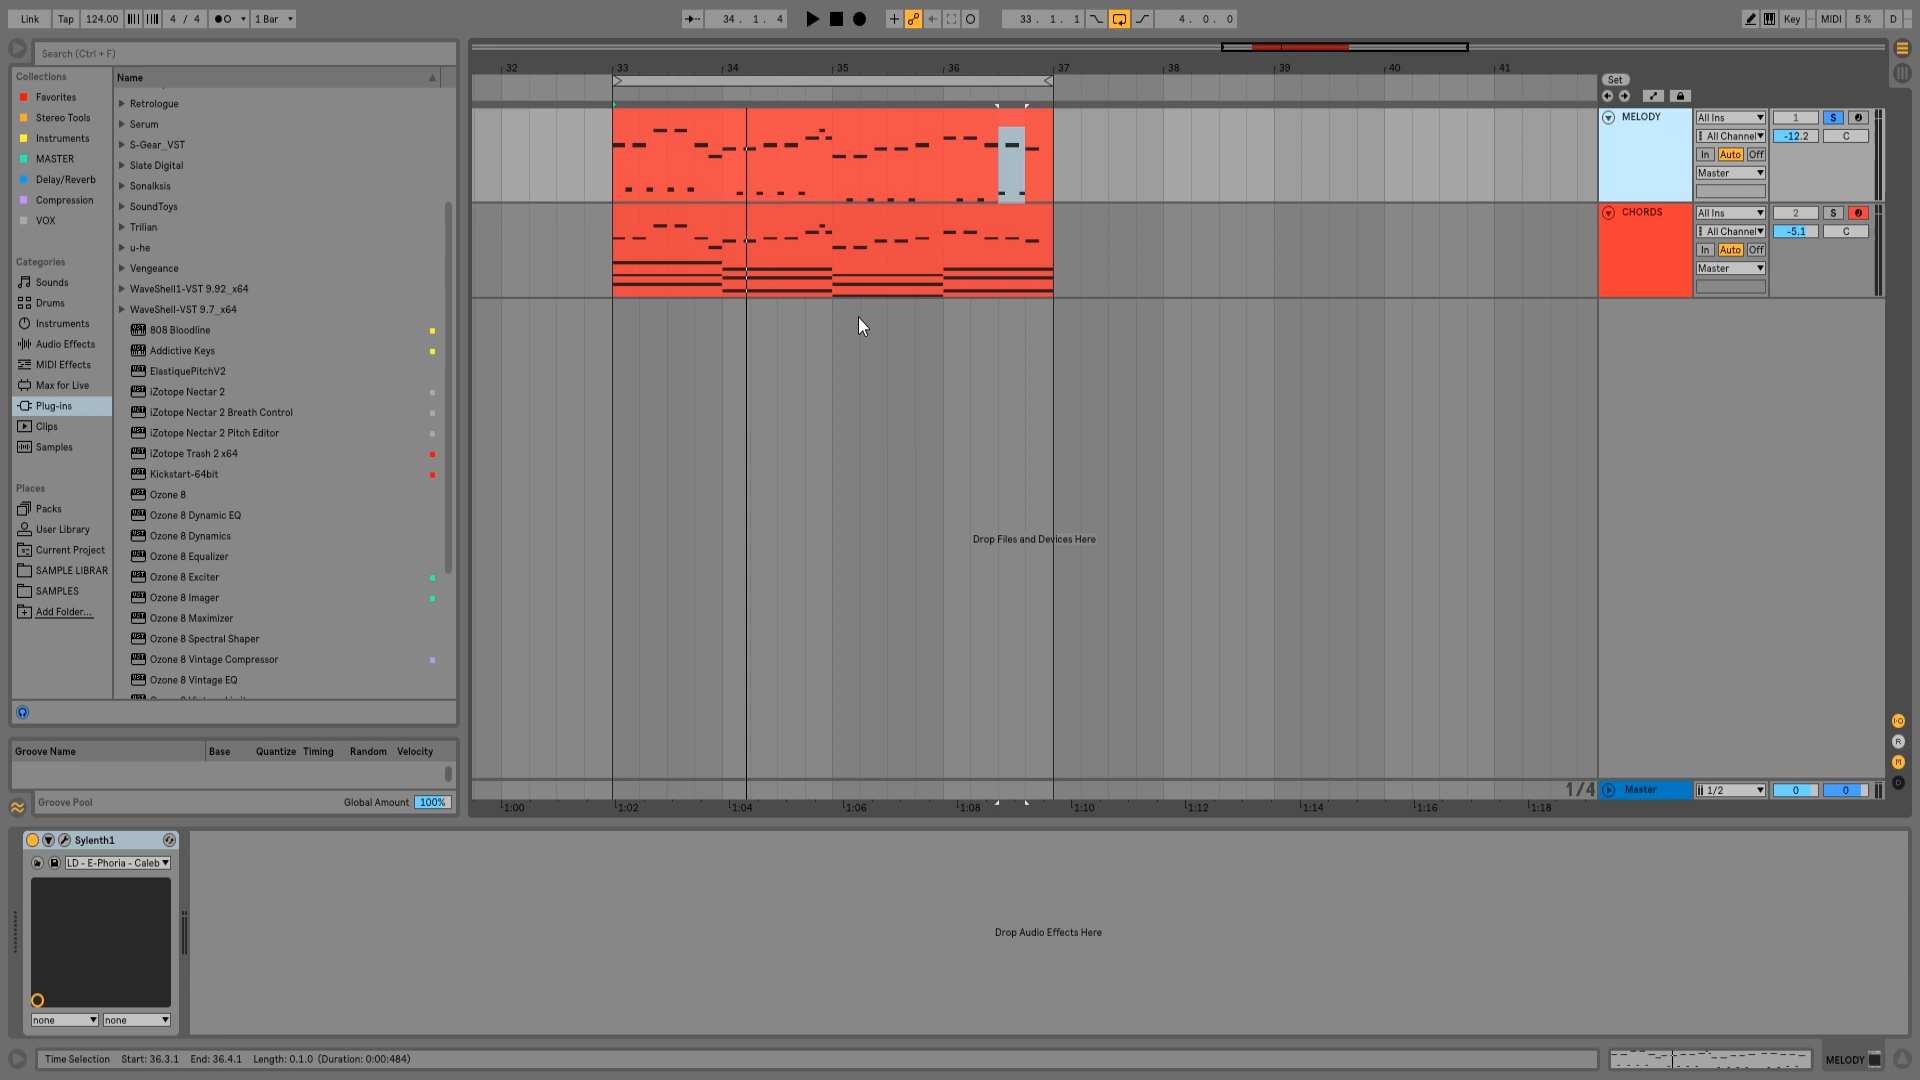 Link Tap 124.00 4 / 4 1 Bar 34 . 1 . 4 33 . 1 . 1 4 . 0 . 0 Key MIDI 5 % D
Search (Ctrl + F)
Collections
Favorites
Stereo Tools
Instruments
MASTER
Delay/Reverb
Compression
VOX
Categories
Sounds
Drums
Instruments
Audio Effects
MIDI Effects
Max for Live
Plug-ins
Clips
Samples
Places
Packs
User Library
Current Project
SAMPLE LIBRAR
SAMPLES
Add Folder...
Name
Retrologue
Serum
S-Gear_VST
Slate Digital
Sonalksis
SoundToys
Trilian
u-he
Vengeance
WaveShell1-VST 9.92_x64
WaveShell-VST 9.7_x64
808 Bloodline
Addictive Keys
ElastiquePitchV2
iZotope Nectar 2
iZotope Nectar 2 Breath Control
iZotope Nectar 2 Pitch Editor
iZotope Trash 2 x64
Kickstart-64bit
Ozone 8
Ozone 8 Dynamic EQ
Ozone 8 Dynamics
Ozone 8 Equalizer
Ozone 8 Exciter
Ozone 8 Imager
Ozone 8 Maximizer
Ozone 8 Spectral Shaper
Ozone 8 Vintage Compressor
Ozone 8 Vintage EQ
32 33 34 35 36 37 38 39 40 41
Set
MELODY All Ins 1 S
All Channel -12.2 C
In Auto Off
Master
CHORDS All Ins 2 S
All Channel -5.1 C
In Auto Off
Master
Drop Files and Devices Here
1/4 Master 1/2 0 0
1:00 1:02 1:04 1:06 1:08 1:10 1:12 1:14 1:16 1:18
I·O
R
M
D
Groove Name Base Quantize Timing Random Velocity
Groove Pool Global Amount 100%
Sylenth1
LD - E-Phoria - Caleb
none none
Drop Audio Effects Here
Time Selection Start: 36.3.1 End: 36.4.1 Length: 0.1.0 (Duration: 0:00:484)
MELODY